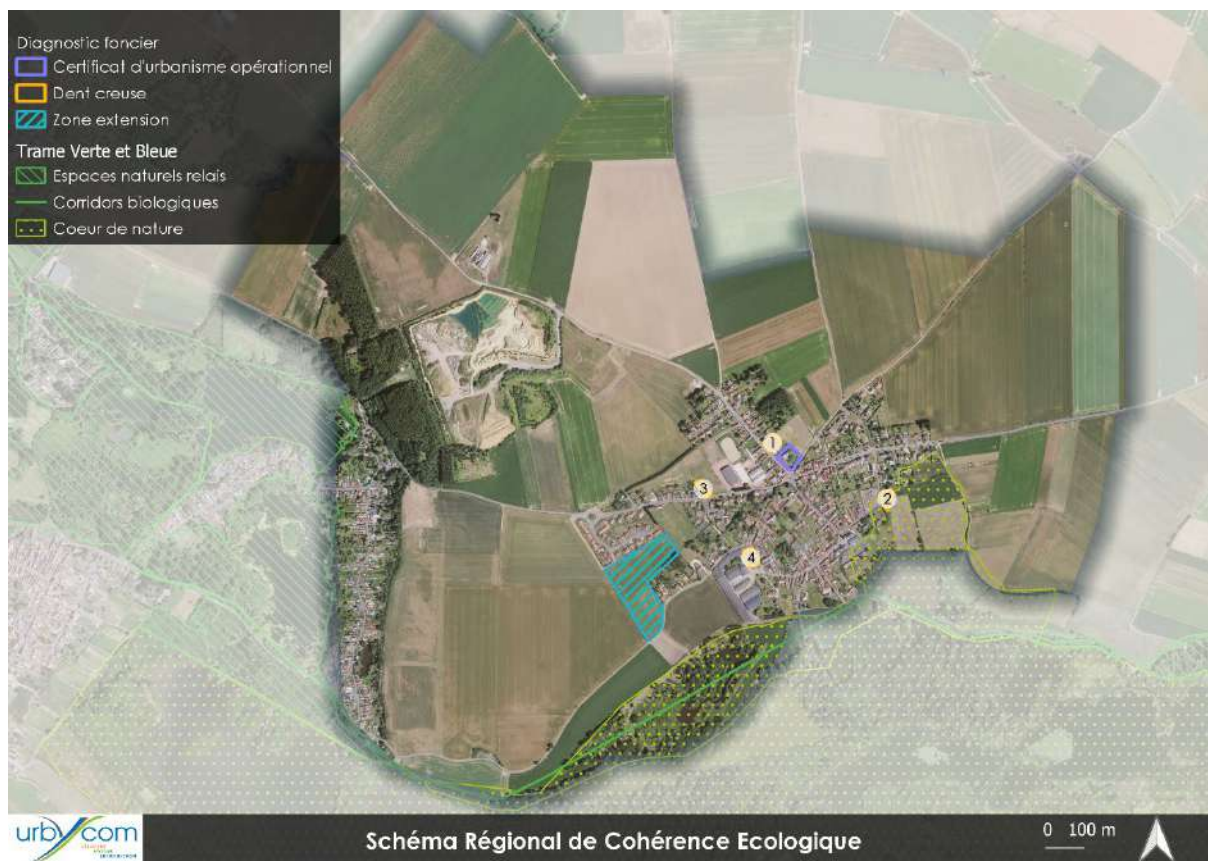 Diagnostic foncier
Certificat d'urbanisme opérationnel
Dent creuse
Zone extension
Trame Verte et Bleue
Espaces naturels relais
Corridors biologiques
Coeur de nature
1
2
3
4
urbycom
Schéma Régional de Cohérence Ecologique
0 100 m